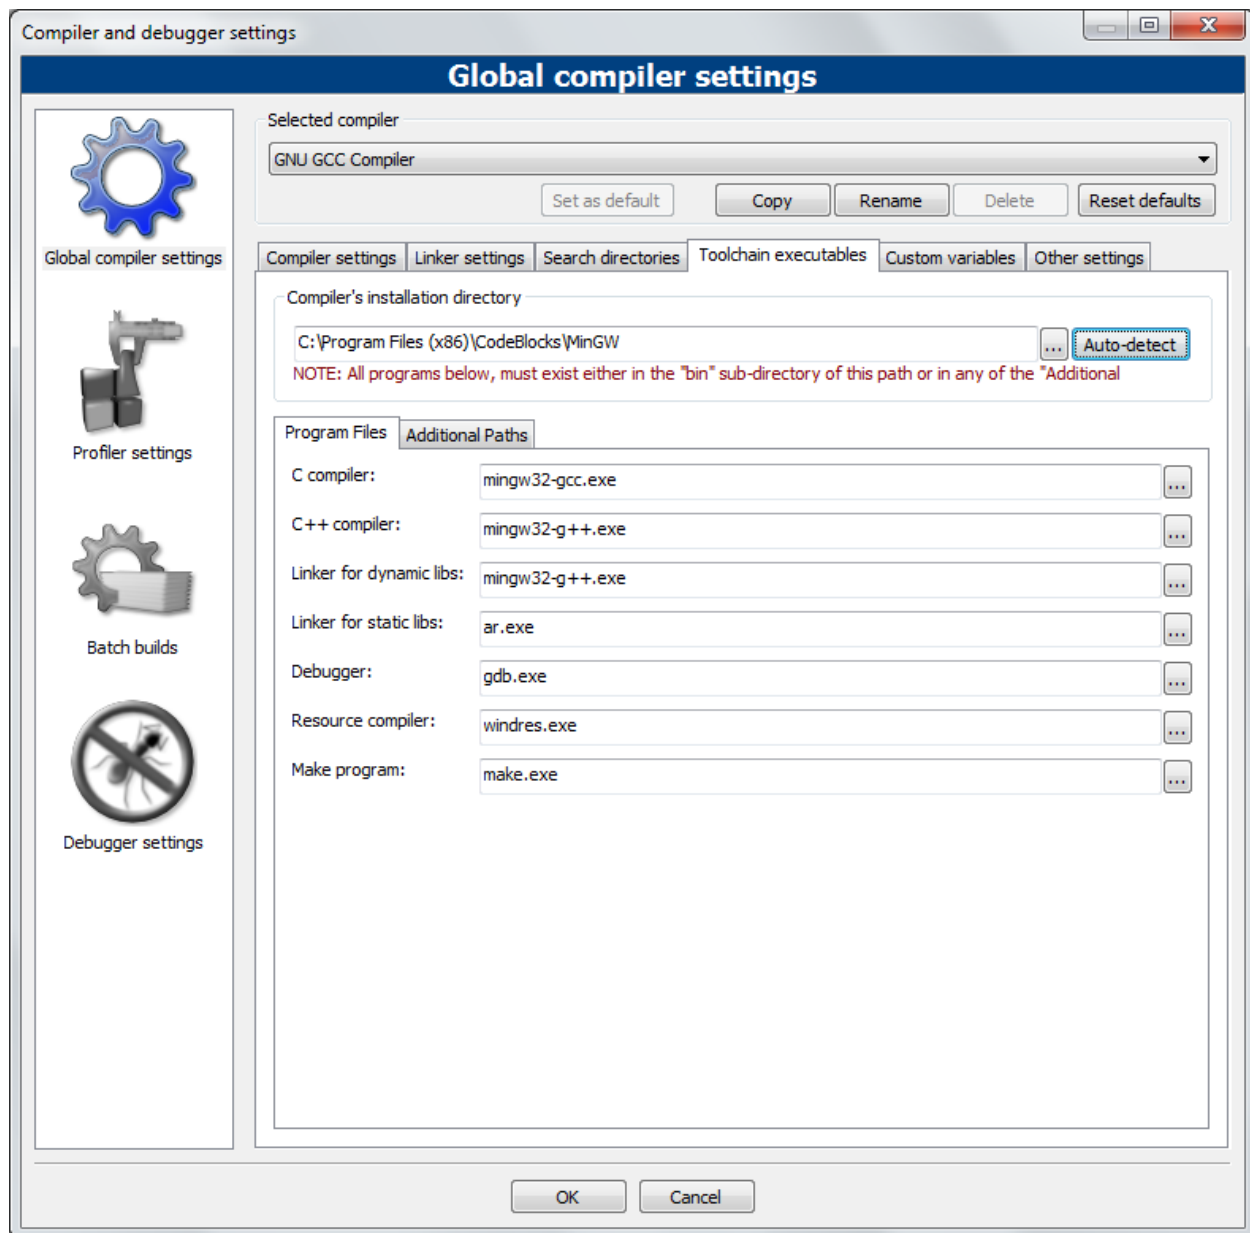 Compiler and debugger settings
Global compiler settings
Global compiler settings
Profiler settings
Batch builds
Debugger settings
Selected compiler
GNU GCC Compiler
Set as default Copy Rename Delete Reset defaults
Compiler settings Linker settings Search directories Toolchain executables Custom variables Other settings
Compiler's installation directory
C:\Program Files (x86)\CodeBlocks\MinGW ... Auto-detect
NOTE: All programs below, must exist either in the "bin" sub-directory of this path or in any of the "Additional
Program Files Additional Paths
C compiler: mingw32-gcc.exe ...
C++ compiler: mingw32-g++.exe ...
Linker for dynamic libs: mingw32-g++.exe ...
Linker for static libs: ar.exe ...
Debugger: gdb.exe ...
Resource compiler: windres.exe ...
Make program: make.exe ...
OK Cancel